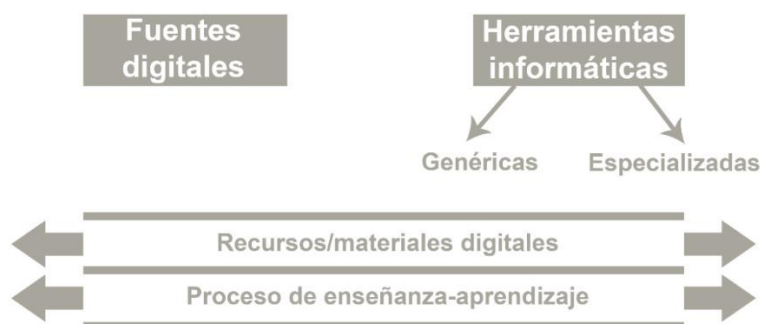 Fuentes
digitales
Herramientas
informáticas
Genéricas
Especializadas
Recursos/materiales digitales
Proceso de enseñanza-aprendizaje